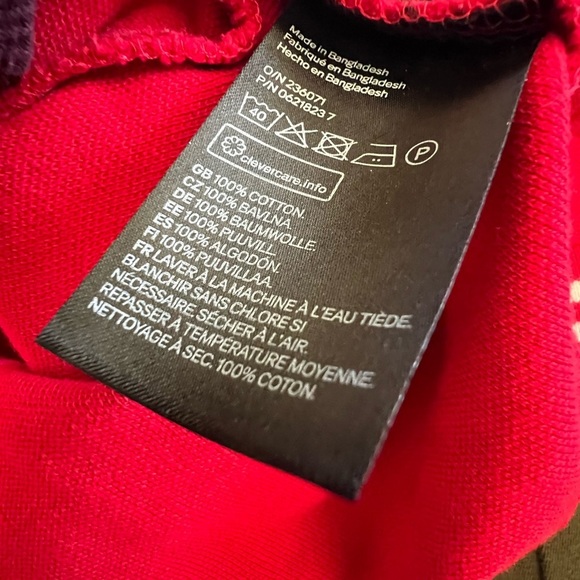 Made in Bangladesh
Fabriqué en Bangladesh
Hecho en Bangladesh
O/N 236071
P/N 0621823 7
40
P
clevercare.info
GB 100% COTTON.
CZ 100% BAVLNA.
DE 100% BAUMWOLLE.
EE 100% PUUVILL.
ES 100% ALGODÓN.
FI 100% PUUVILLAA.
FR LAVER À LA MACHINE À L'EAU TIÈDE.
BLANCHIR SANS CHLORE SI
NÉCESSAIRE. SÉCHER À L'AIR.
REPASSER À TEMPÉRATURE MOYENNE.
NETTOYAGE À SEC. 100% COTON.